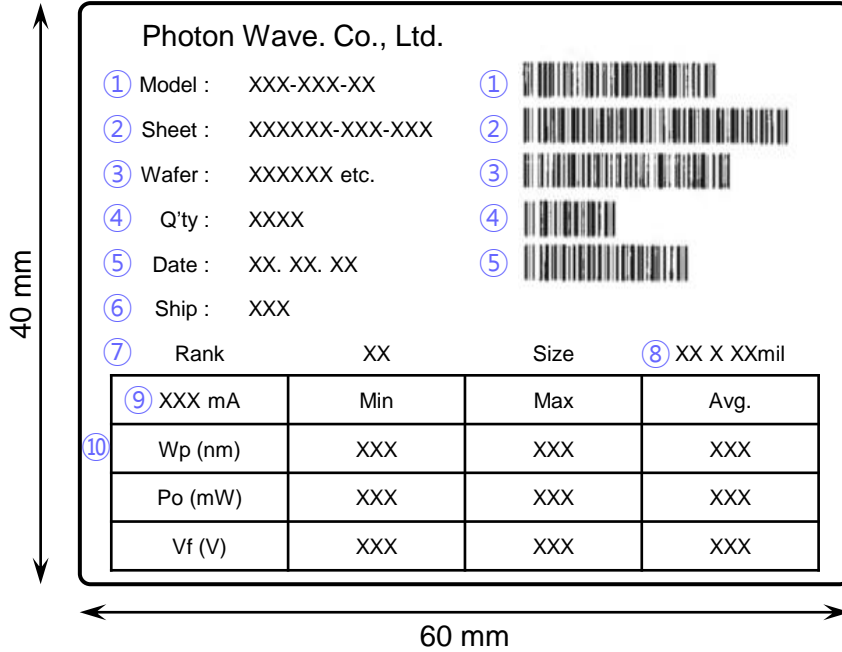 Photon Wave. Co., Ltd.
① Model : XXX-XXX-XX ①
② Sheet : XXXXXX-XXX-XXX ②
③ Wafer : XXXXXX etc. ③
④ Q'ty : XXXX ④
⑤ Date : XX. XX. XX ⑤
⑥ Ship : XXX
⑦ Rank XX Size ⑧ XX X XXmil
⑨ XXX mA Min Max Avg.
⑩ Wp (nm) XXX XXX XXX
Po (mW) XXX XXX XXX
Vf (V) XXX XXX XXX
40 mm
60 mm